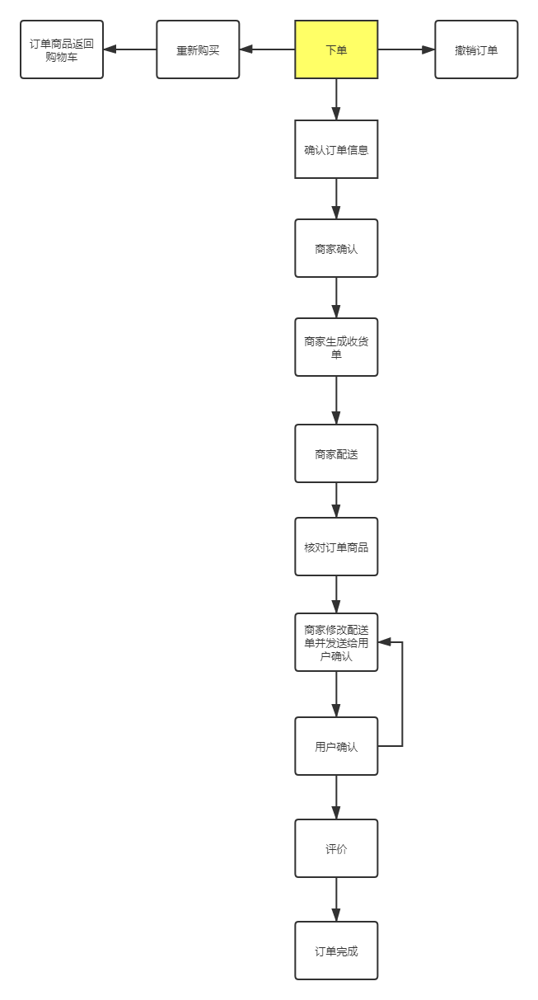 订单商品返回
购物车
重新购买
下单
撤销订单
确认订单信息
商家确认
商家生成收货
单
商家配送
核对订单商品
商家修改配送
单并发送给用
户确认
用户确认
评价
订单完成